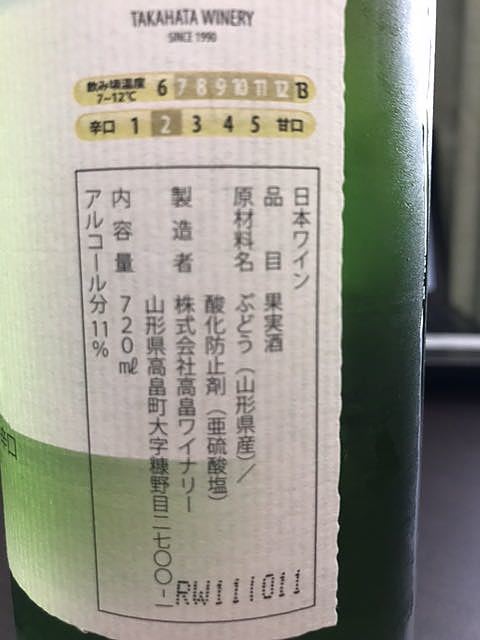 TAKAHATA WINERY
SINCE 1990
飲み頃温度
7~12℃
6 7 8 9 10 11 12 13
辛口 1 2 3 4 5 甘口
日本ワイン
品目 果実酒
原材料名 ぶどう(山形県産)/
酸化防止剤(亜硫酸塩)
製造者 株式会社高畠ワイナリー
山形県高畠町大字糠野目二七〇〇-一
内容量 720㎖
アルコール分 11%
RW111011
辛口